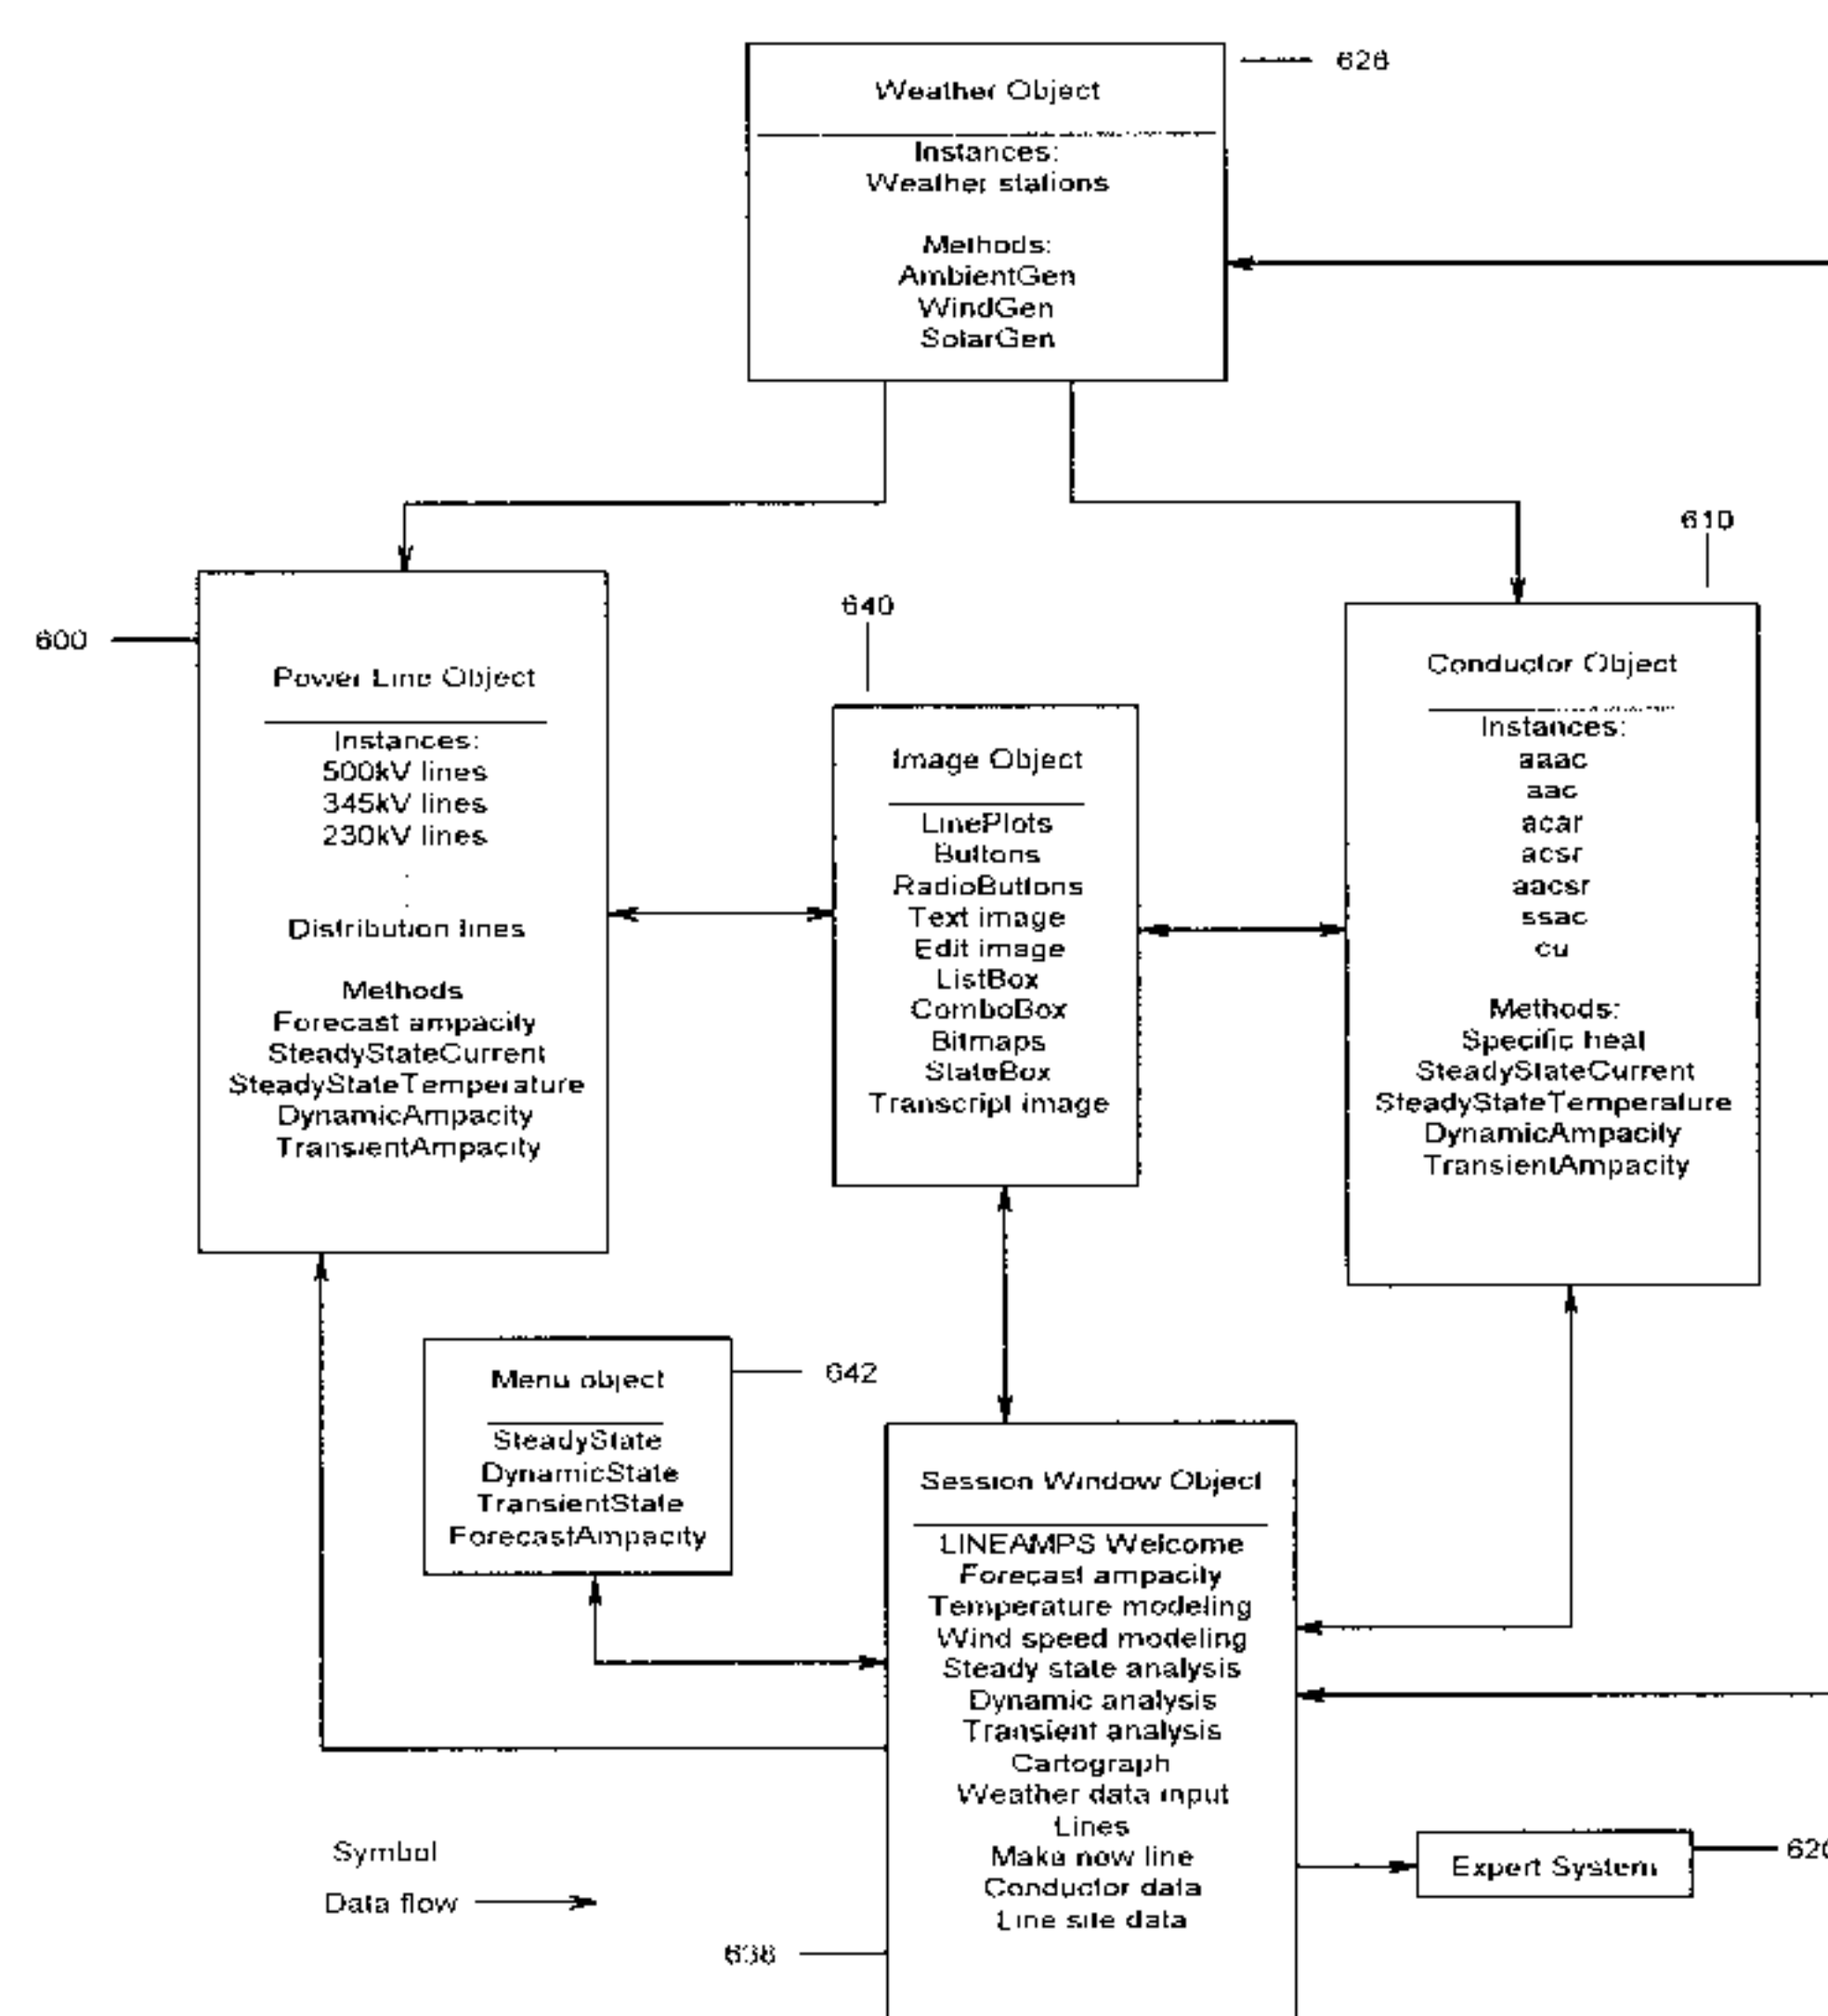 626
Weather Object
Instances:
Weather stations
Methods:
AmbientGen
WindGen
SolarGen
600
Power Line Object
Instances:
500kV lines
345kV lines
230kV lines
.
.
Distribution lines
Methods
Forecast ampacity
SteadyStateCurrent
SteadyStateTemperature
DynamicAmpacity
TransientAmpacity
640
Image Object
LinePlots
Buttons
RadioButtons
Text image
Edit image
ListBox
ComboBox
Bitmaps
StateBox
Transcript image
610
Conductor Object
Instances:
aaac
aac
acar
acsr
aacsr
ssac
cu
Methods:
Specific heat
SteadyStateCurrent
SteadyStateTemperature
DynamicAmpacity
TransientAmpacity
642
Menu object
SteadyState
DynamicState
TransientState
ForecastAmpacity
Session Window Object
LINEAMPS Welcome
Forecast ampacity
Temperature modeling
Wind speed modeling
Steady state analysis
Dynamic analysis
Transient analysis
Cartograph
Weather data input
Lines
Make new line
Conductor data
Line site data
638
Expert System
620
Symbol
Data flow